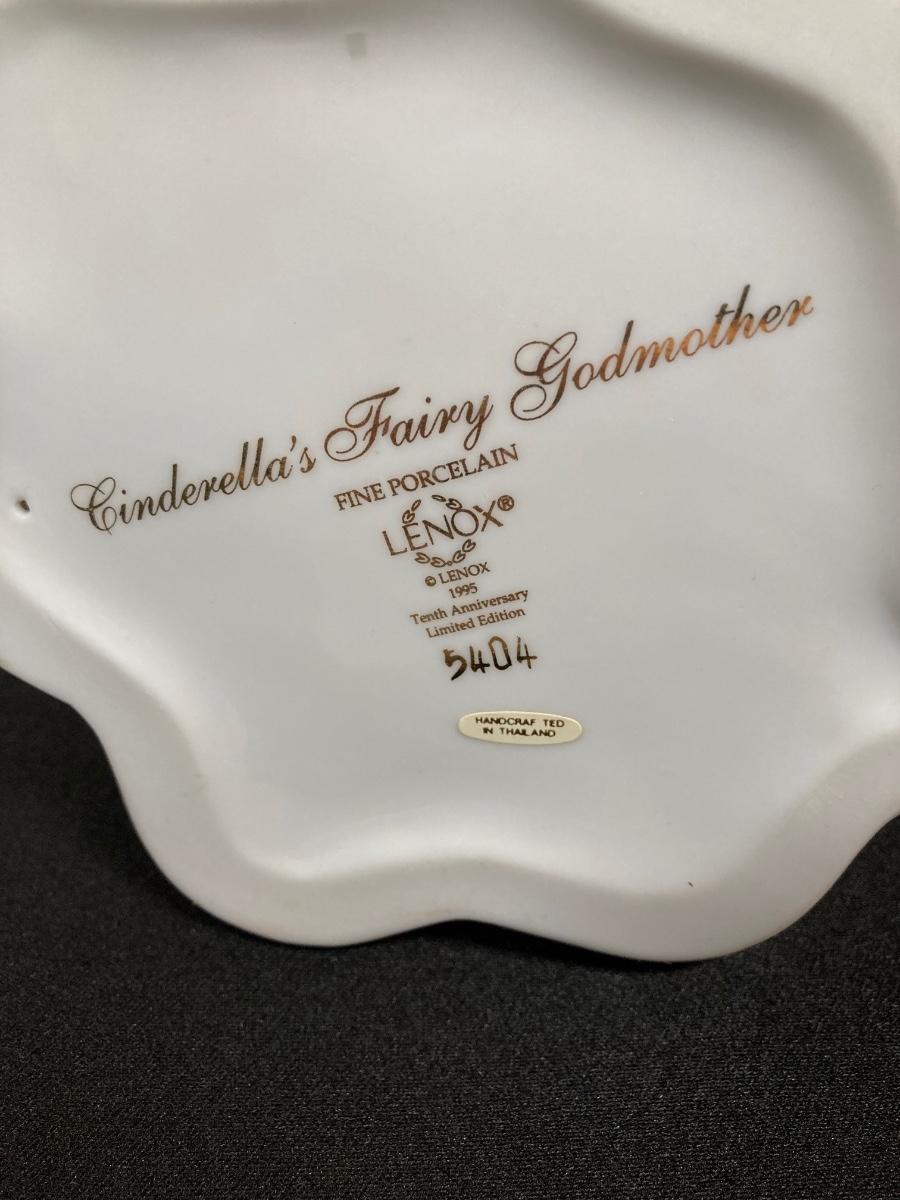 Cinderella's Fairy Godmother
FINE PORCELAIN
LENOX®
© LENOX
1995
Tenth Anniversary
Limited Edition
5404
HANDCRAF TED
IN THAILAND